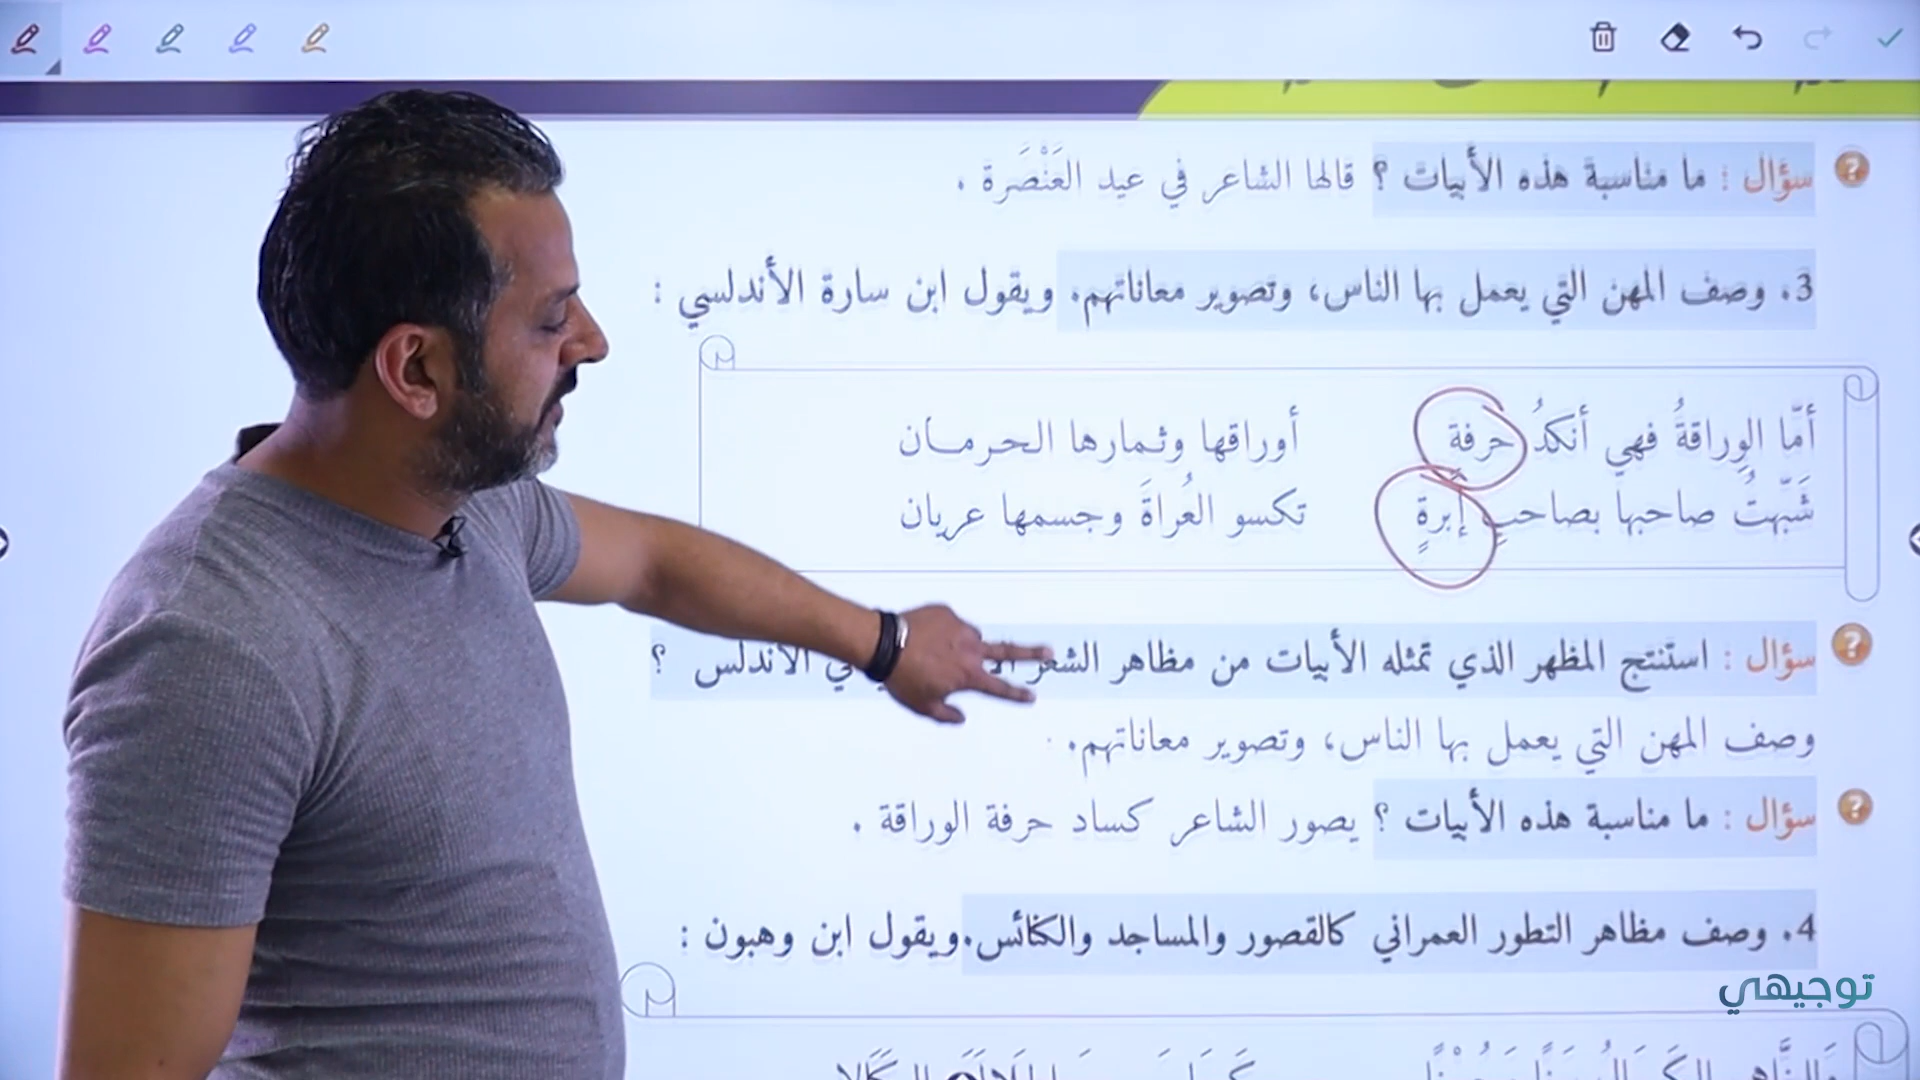 سؤال : ما مناسبة هذه الأبيات ؟ قالها الشاعر في عيد العَنْصَرة .
3. وصف المهن التي يعمل بها الناس، وتصوير معاناتهم. ويقول ابن سارة الأندلسي :
أمّا الوِراقةُ فهي أنكدُ حرفة أوراقها وثمارها الحرمان
شَبّهتُ صاحبها بصاحبِ إبرةٍ تكسو العُراةَ وجسمها عريان
سؤال : استنتج المظهر الذي تمثله الأبيات من مظاهر الشعر في الأندلس ؟
وصف المهن التي يعمل بها الناس، وتصوير معاناتهم.
سؤال : ما مناسبة هذه الأبيات ؟ يصور الشاعر كساد حرفة الوراقة .
4. وصف مظاهر التطور العمراني كالقصور والمساجد والكنائس. ويقول ابن وهبون :
توجيهي